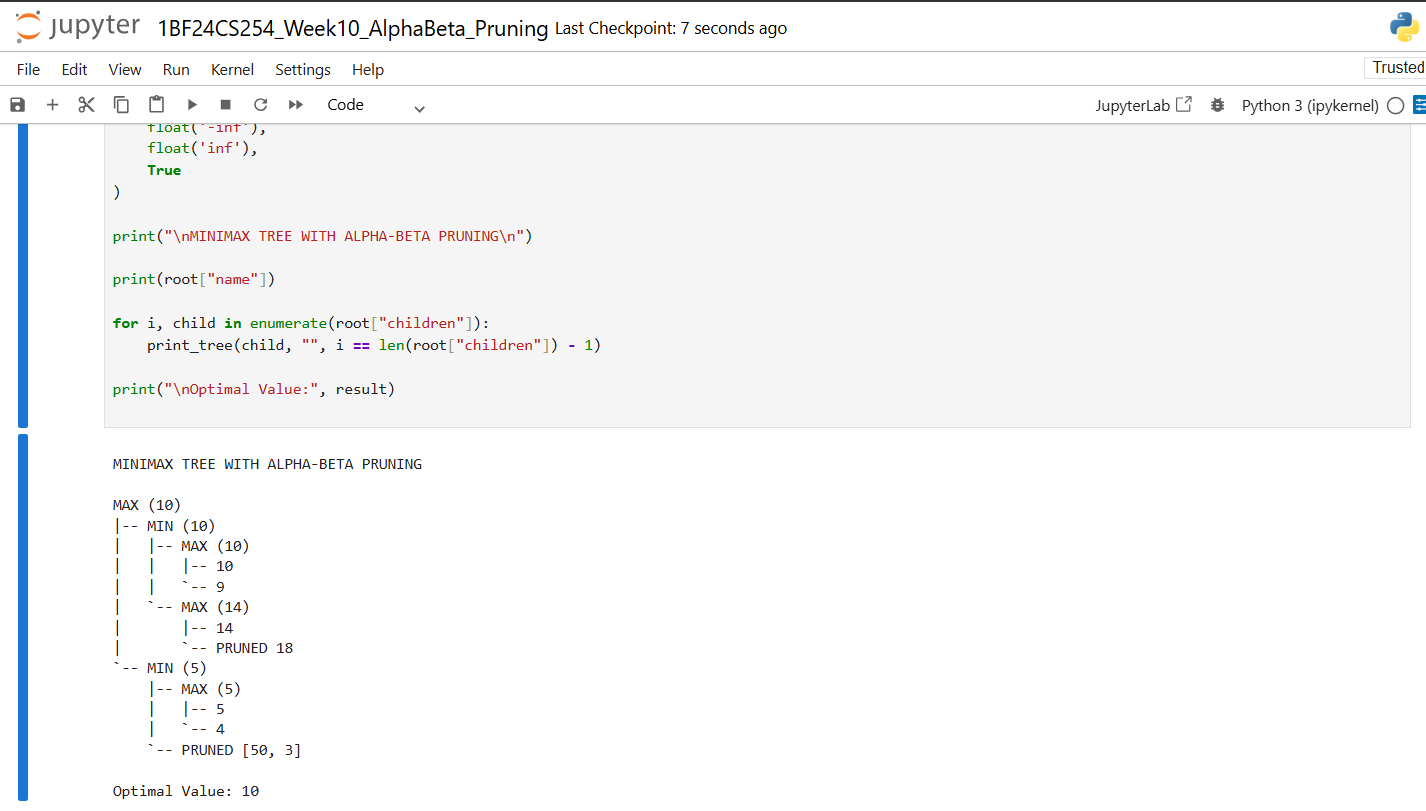 jupyter 1BF24CS254_Week10_AlphaBeta_Pruning Last Checkpoint: 7 seconds ago
File Edit View Run Kernel Settings Help Trusted
Code JupyterLab Python 3 (ipykernel)
    float('-inf'),
    float('inf'),
    True
)
print("\nMINIMAX TREE WITH ALPHA-BETA PRUNING\n")
print(root["name"])
for i, child in enumerate(root["children"]):
    print_tree(child, "", i == len(root["children"]) - 1)
print("\nOptimal Value:", result)
MINIMAX TREE WITH ALPHA-BETA PRUNING
MAX (10)
|-- MIN (10)
|   |-- MAX (10)
|   |   |-- 10
|   |   `-- 9
|   `-- MAX (14)
|       |-- 14
|       `-- PRUNED 18
`-- MIN (5)
    |-- MAX (5)
    |   |-- 5
    |   `-- 4
    `-- PRUNED [50, 3]
Optimal Value: 10